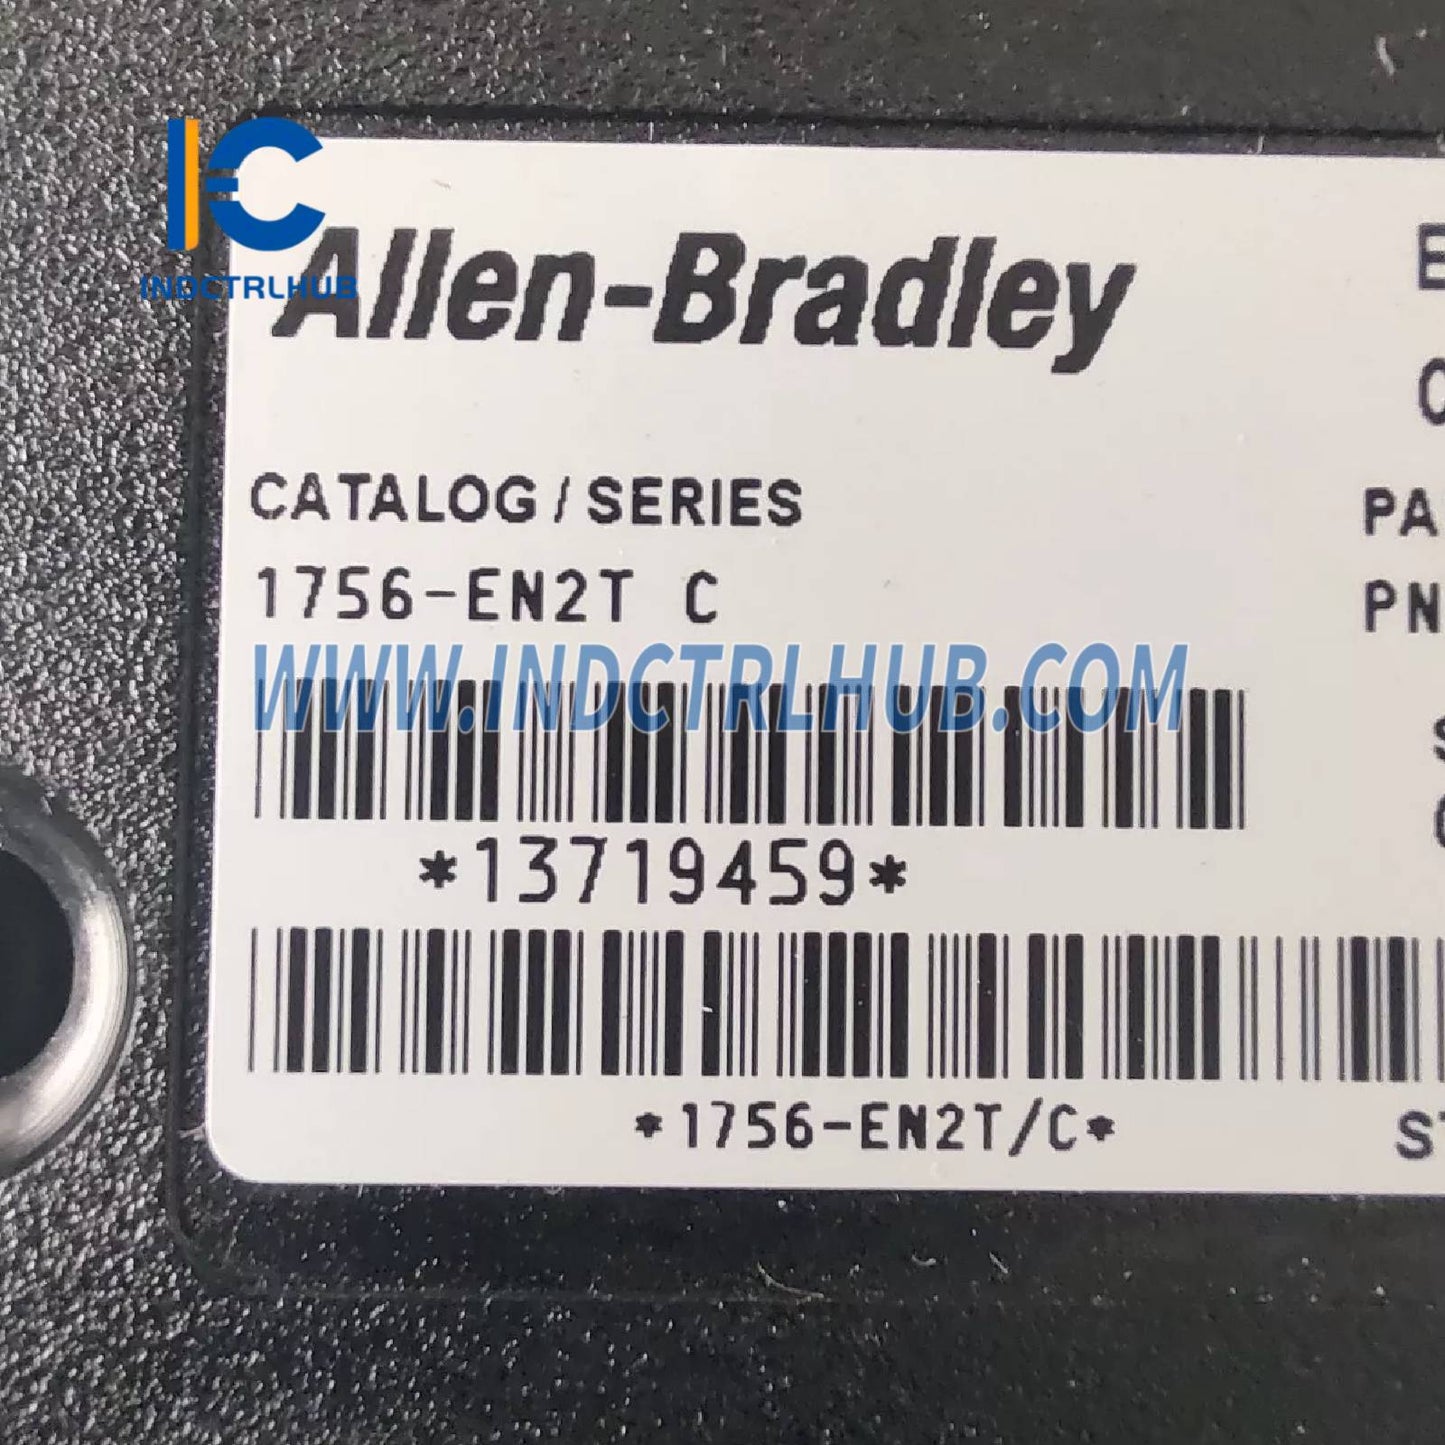 INDCTRLHUB
Allen-Bradley
CATALOG/SERIES
1756-EN2T C
WWW.INDCTRLHUB.COM
*13719459*
*1756-EN2T/C*
PA
PN